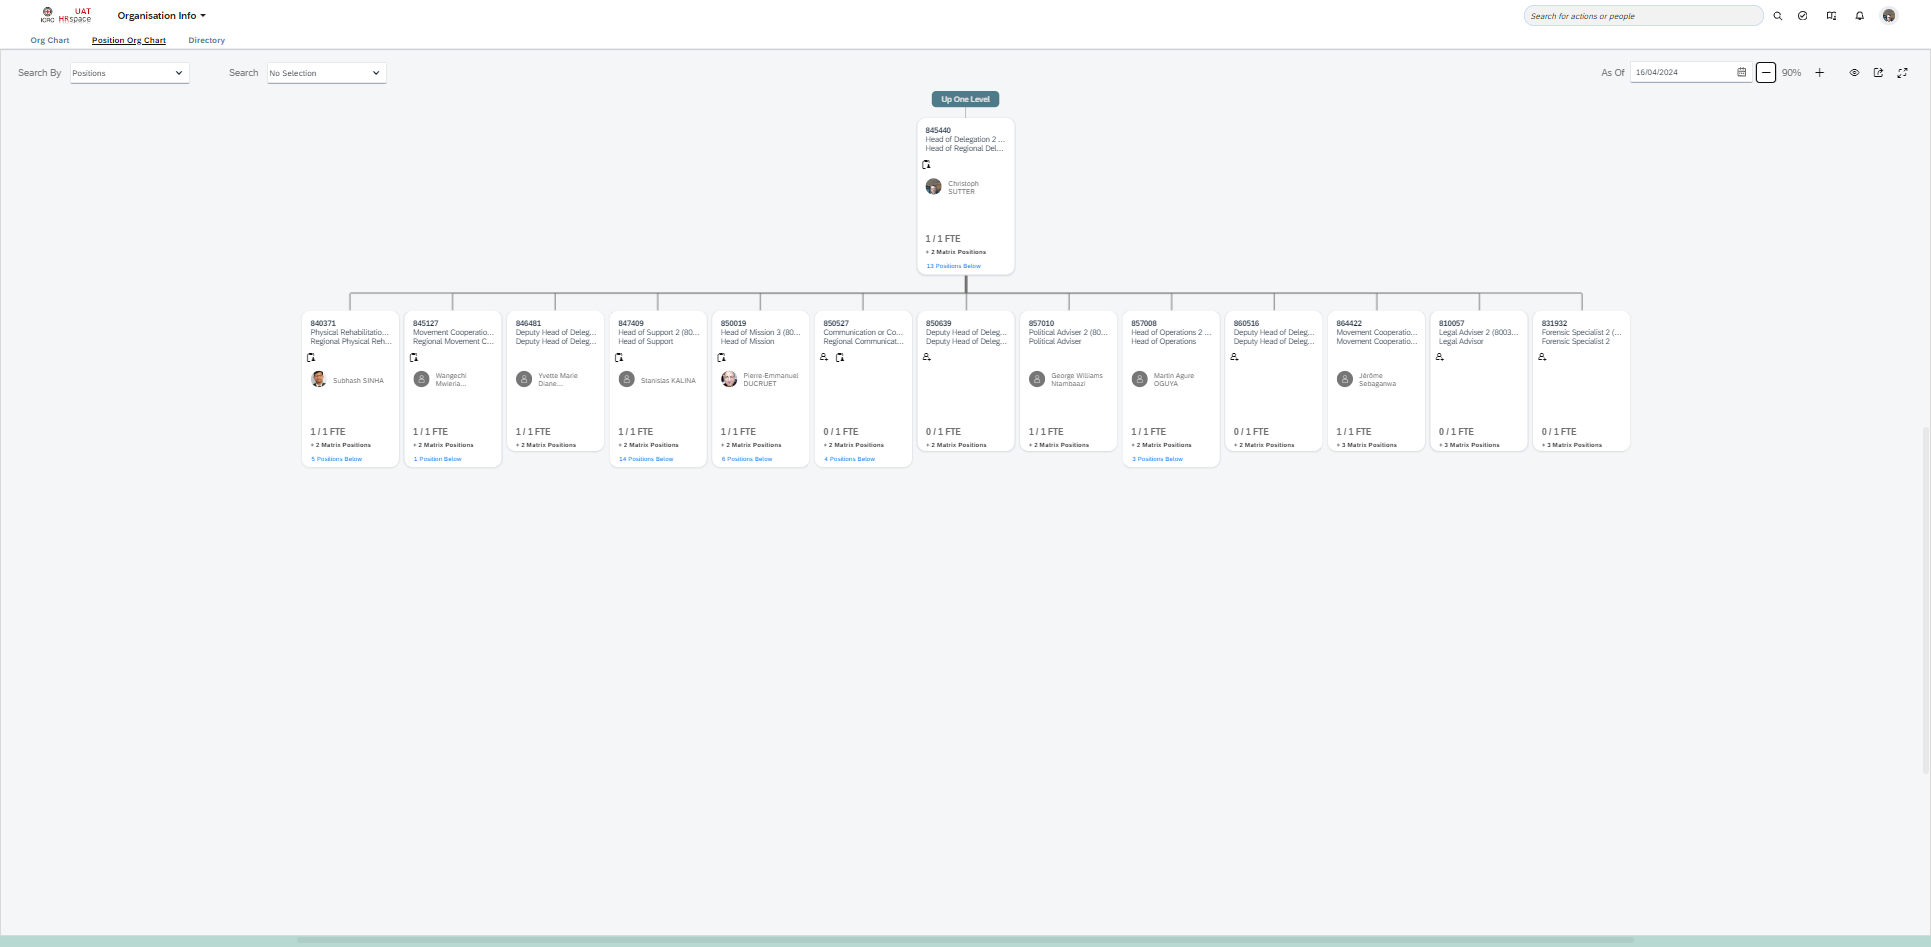 ICRC
UAT
HRspace
Organisation Info
Search for actions or people
Org Chart
Position Org Chart
Directory
Search By
Positions
Search
No Selection
As Of
16/04/2024
90%
Up One Level
845440
Head of Delegation 2 ...
Head of Regional Del...
Christoph
SUTTER
1 / 1 FTE
+ 2 Matrix Positions
13 Positions Below
840371
Physical Rehabilitatio...
Regional Physical Reh...
Subhash SINHA
1 / 1 FTE
+ 2 Matrix Positions
5 Positions Below
845127
Movement Cooperatio...
Regional Movement C...
Wangechi
Mwieria...
1 / 1 FTE
+ 2 Matrix Positions
1 Position Below
846481
Deputy Head of Deleg...
Deputy Head of Deleg...
Yvette Marie
Diane...
1 / 1 FTE
+ 2 Matrix Positions
847409
Head of Support 2 (80...
Head of Support
Stanislas KALINA
1 / 1 FTE
+ 2 Matrix Positions
14 Positions Below
850019
Head of Mission 3 (80...
Head of Mission
Pierre-Emmanuel
DUCRUET
1 / 1 FTE
+ 2 Matrix Positions
6 Positions Below
850527
Communication or Co...
Regional Communicat...
0 / 1 FTE
+ 2 Matrix Positions
4 Positions Below
850639
Deputy Head of Deleg...
Deputy Head of Deleg...
0 / 1 FTE
+ 2 Matrix Positions
857010
Political Adviser 2 (80...
Political Adviser
George Williams
Ntambaazi
1 / 1 FTE
+ 2 Matrix Positions
857008
Head of Operations 2 ...
Head of Operations
Martin Agure
OGUYA
1 / 1 FTE
+ 2 Matrix Positions
3 Positions Below
860516
Deputy Head of Deleg...
Deputy Head of Deleg...
0 / 1 FTE
+ 2 Matrix Positions
864422
Movement Cooperatio...
Movement Cooperatio...
Jérôme
Sebaganwa
1 / 1 FTE
+ 3 Matrix Positions
810057
Legal Adviser 2 (8003...
Legal Advisor
0 / 1 FTE
+ 3 Matrix Positions
831932
Forensic Specialist 2 (...
Forensic Specialist 2
0 / 1 FTE
+ 3 Matrix Positions